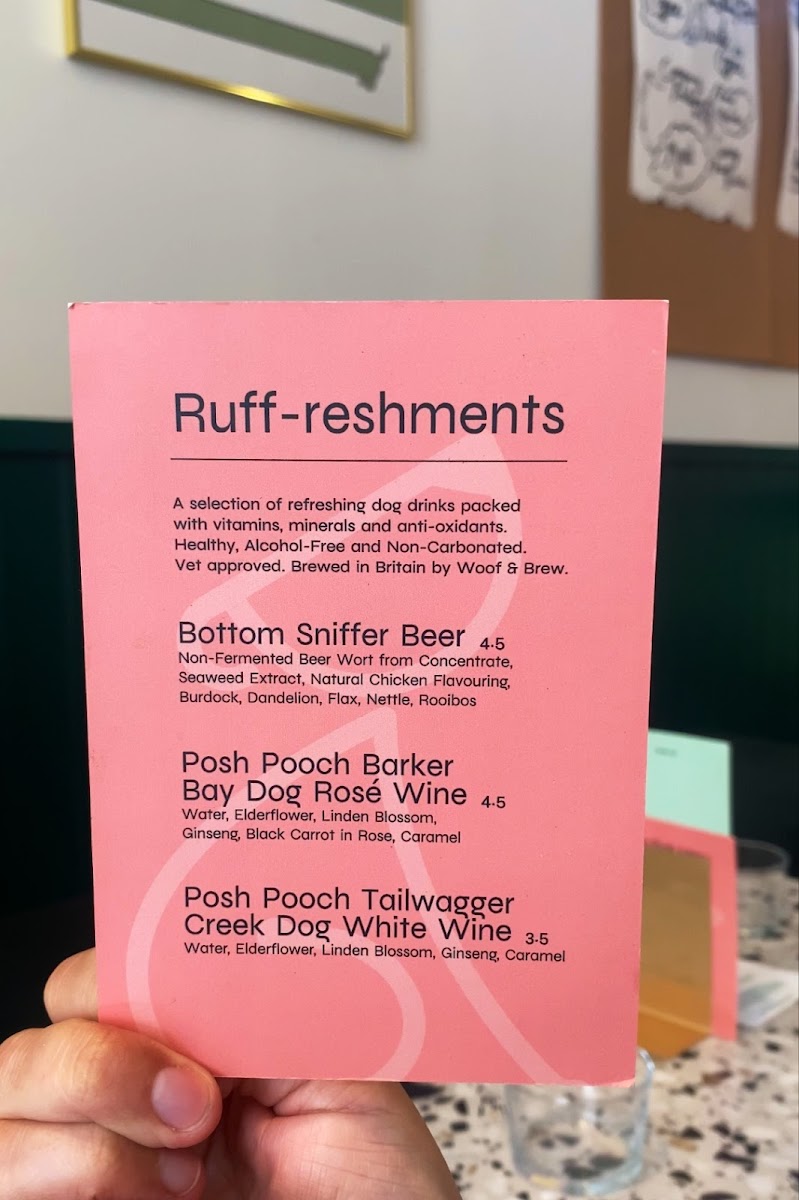 Ruff-reshments
A selection of refreshing dog drinks packed
with vitamins, minerals and anti-oxidants.
Healthy, Alcohol-Free and Non-Carbonated.
Vet approved. Brewed in Britain by Woof & Brew.
Bottom Sniffer Beer 4.5
Non-Fermented Beer Wort from Concentrate,
Seaweed Extract, Natural Chicken Flavouring,
Burdock, Dandelion, Flax, Nettle, Rooibos
Posh Pooch Barker
Bay Dog Rosé Wine 4.5
Water, Elderflower, Linden Blossom,
Ginseng, Black Carrot in Rose, Caramel
Posh Pooch Tailwagger
Creek Dog White Wine 3.5
Water, Elderflower, Linden Blossom, Ginseng, Caramel